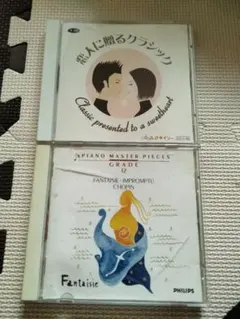 恋人に贈るクラシック
Classic presented to a sweetheart
PIANO MASTER PIECES
GRADE
12
FANTAISIE-IMPROMPTU
CHOPIN
Fantaisie
PHILIPS